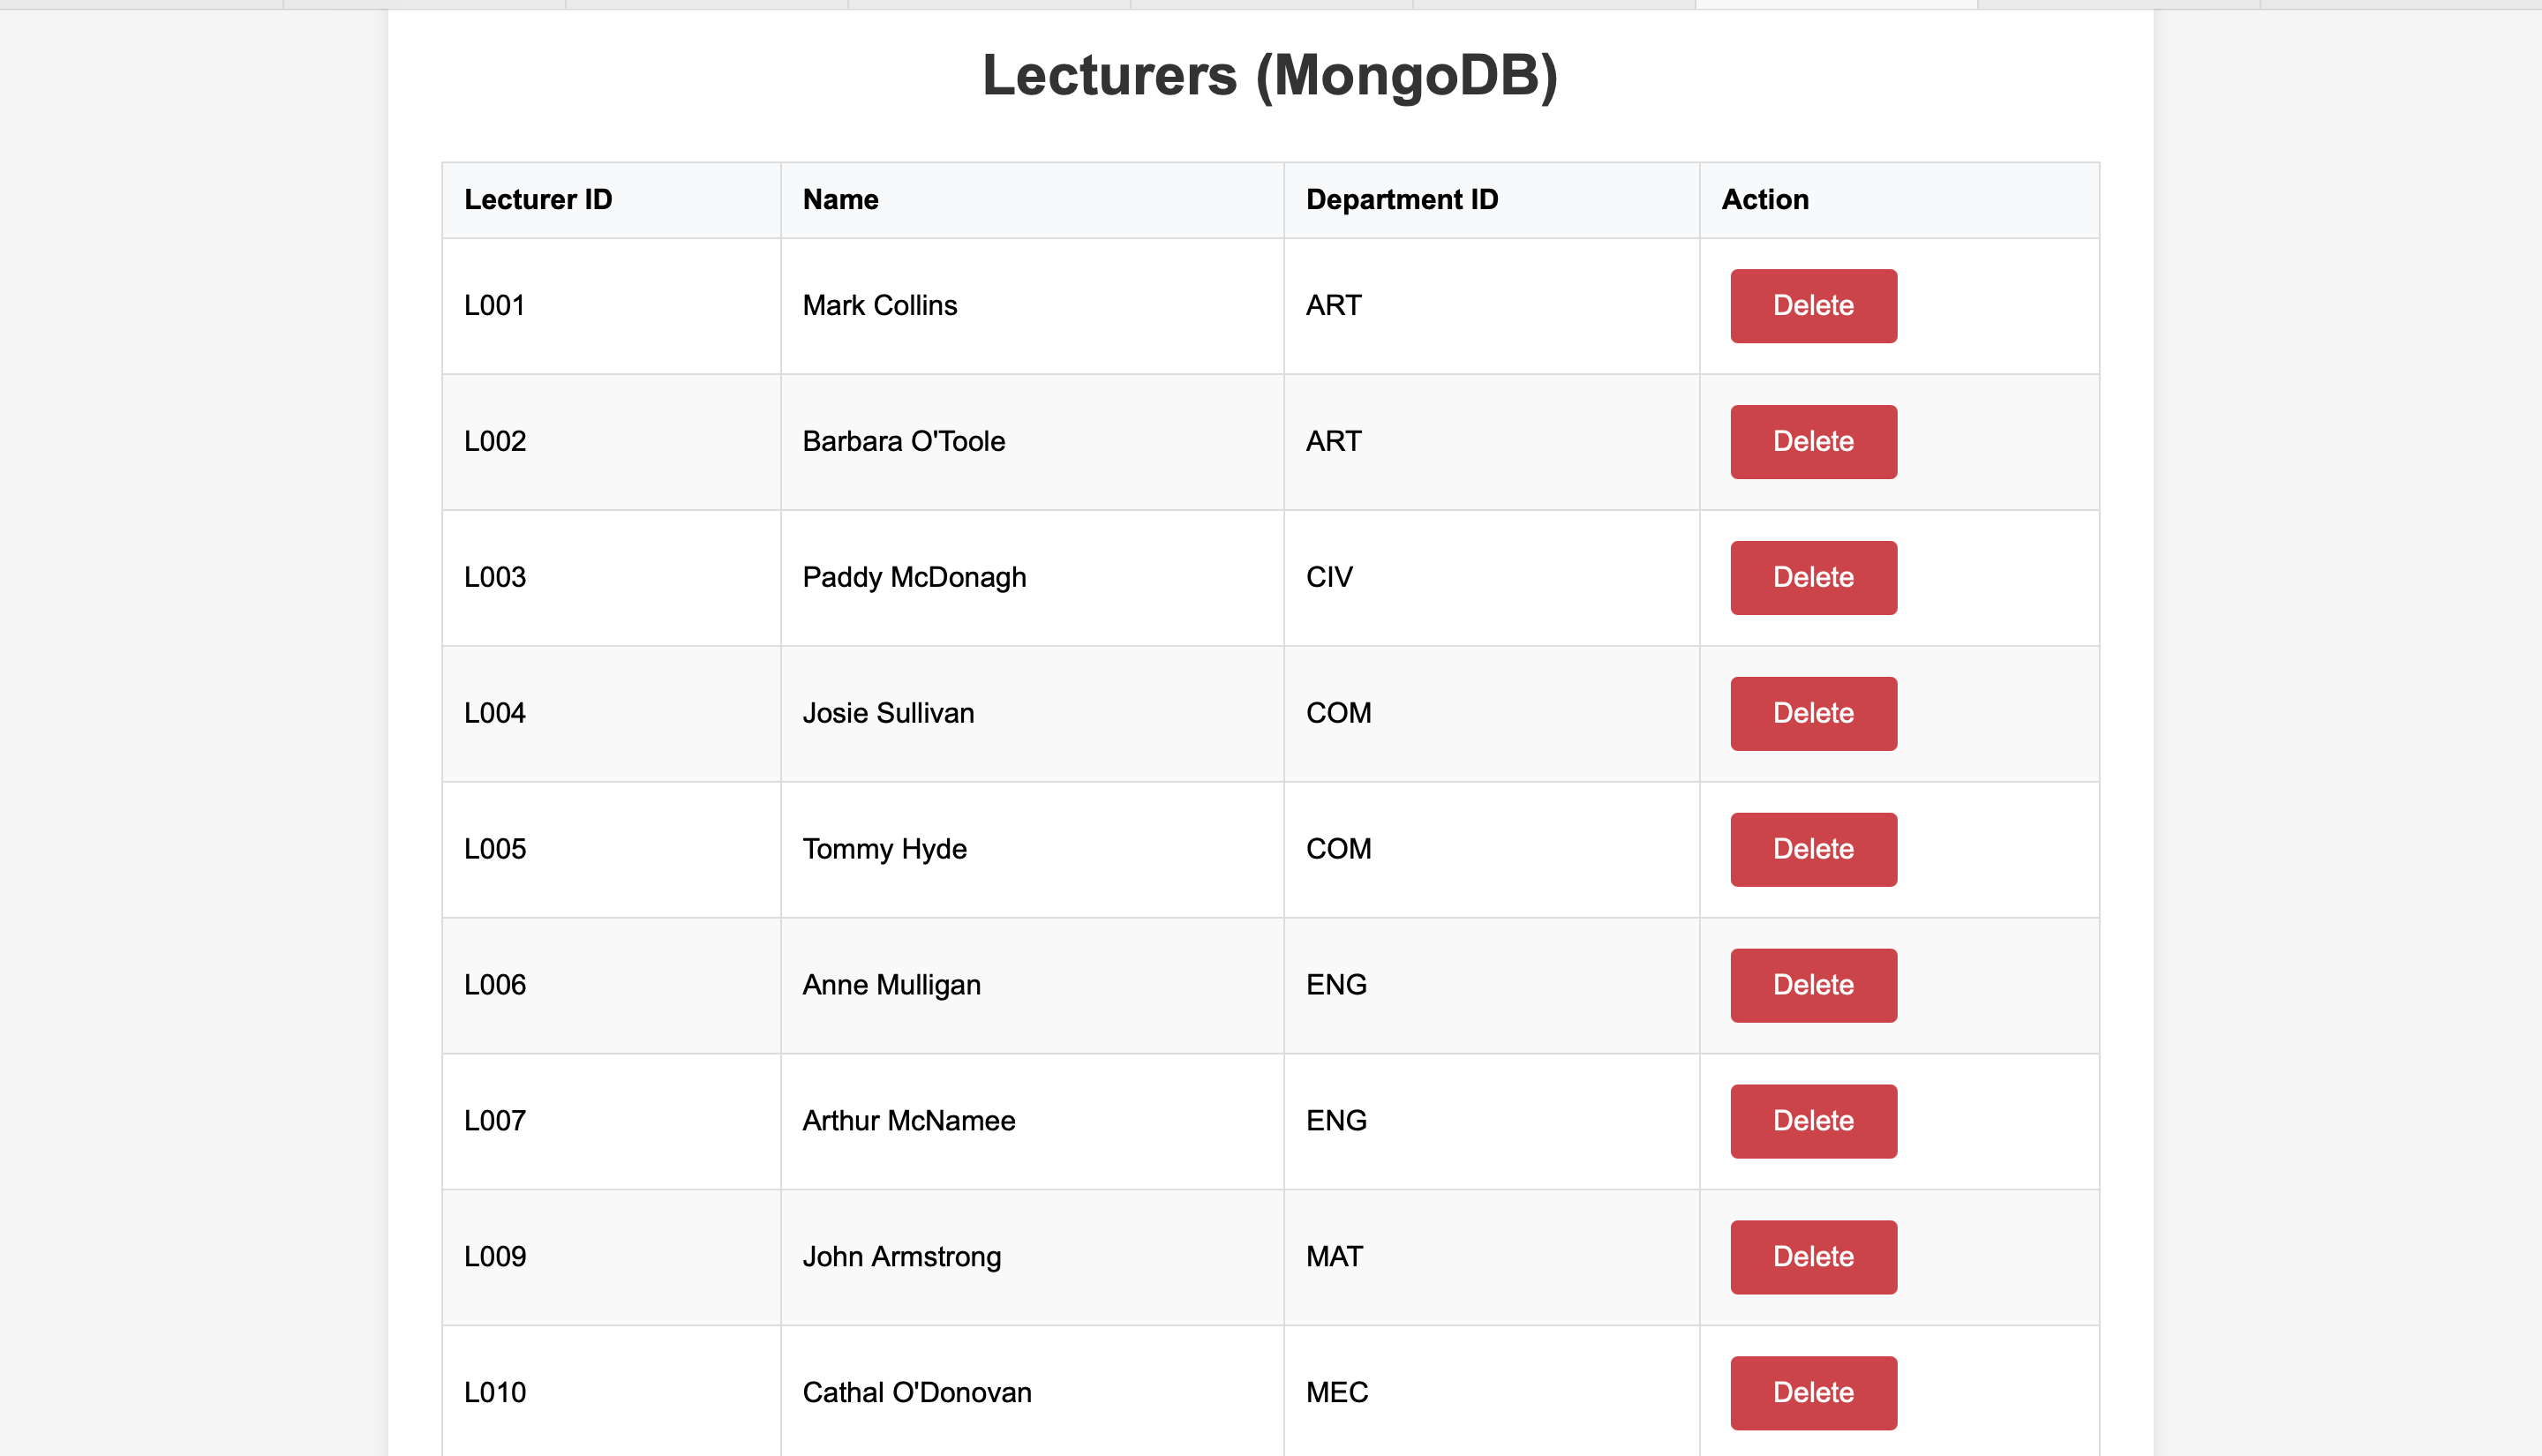 Lecturers (MongoDB)
Lecturer ID Name Department ID Action
L001 Mark Collins ART Delete
L002 Barbara O'Toole ART Delete
L003 Paddy McDonagh CIV Delete
L004 Josie Sullivan COM Delete
L005 Tommy Hyde COM Delete
L006 Anne Mulligan ENG Delete
L007 Arthur McNamee ENG Delete
L009 John Armstrong MAT Delete
L010 Cathal O'Donovan MEC Delete